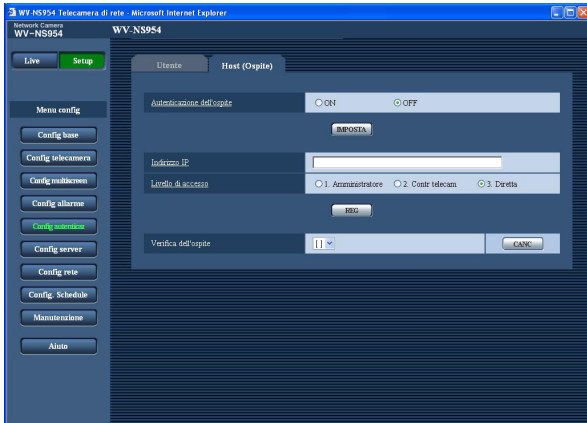 WV-NS954 Telecamera di rete - Microsoft Internet Explorer
Network Camera
WV-NS954
WV-NS954
Live
Setup
Utente
Host (Ospite)
Menu config
Config base
Config telecamera
Config multiscreen
Config allarme
Config autenticaz
Config server
Config rete
Config. Schedule
Manutenzione
Aiuto
Autenticazione dell'ospite
ON
OFF
IMPOSTA
Indirizzo IP
Livello di accesso
1. Amministratore
2. Contr telecam
3. Diretta
REG
Verifica dell'ospite
[ ]
CANC